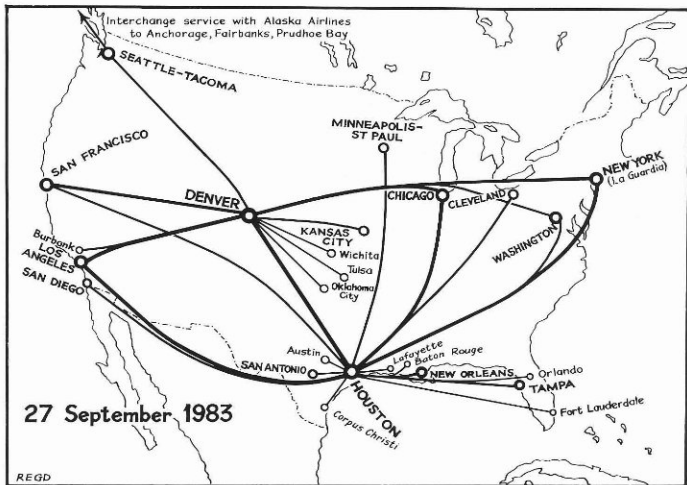 Interchange service with Alaska Airlines
to Anchorage, Fairbanks, Prudhoe Bay
SEATTLE-TACOMA
MINNEAPOLIS-
ST PAUL
SAN FRANCISCO
NEW YORK
(La Guardia)
DENVER
CHICAGO
CLEVELAND
KANSAS
CITY
WASHINGTON
Burbank
LOS
ANGELES
Wichita
Tulsa
SAN DIEGO
Oklahoma
City
Austin
Lafayette
Baton Rouge
SAN ANTONIO
NEW ORLEANS
Orlando
TAMPA
HOUSTON
Corpus Christi
Fort Lauderdale
27 September 1983
REGD